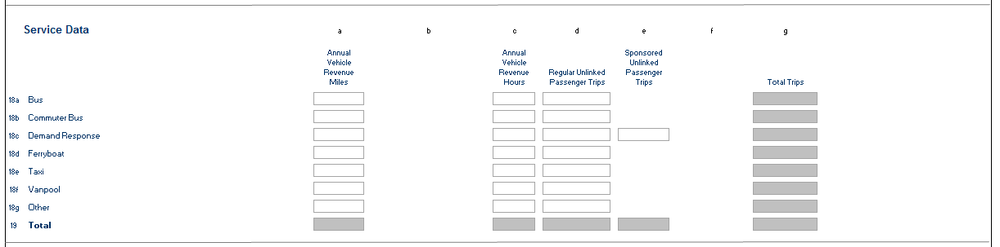 Service Data
a b c d e f g
Annual Vehicle Revenue Miles
Annual Vehicle Revenue Hours
Regular Unlinked Passenger Trips
Sponsored Unlinked Passenger Trips
Total Trips
18a Bus
18b Commuter Bus
18c Demand Response
18d Ferryboat
18e Taxi
18f Vanpool
18g Other
19 Total